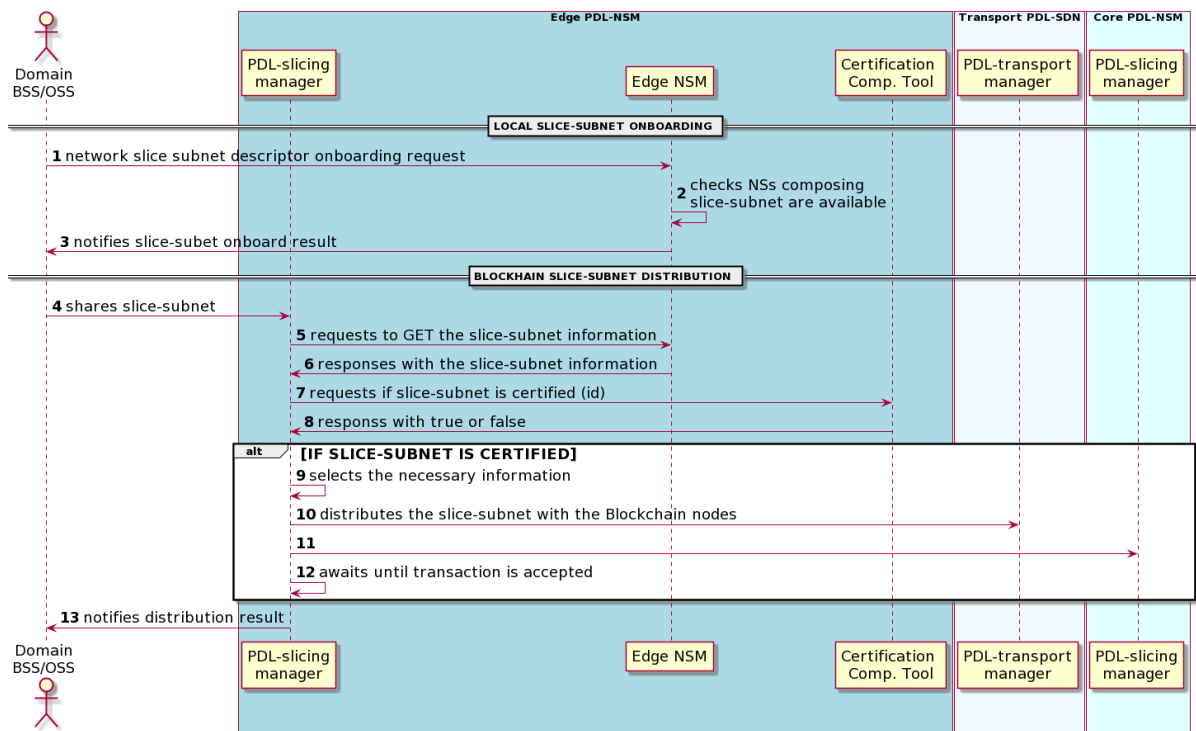 Edge PDL-NSM
Transport PDL-SDN
Core PDL-NSM
Domain
BSS/OSS
PDL-slicing
manager
Edge NSM
Certification
Comp. Tool
PDL-transport
manager
PDL-slicing
manager
LOCAL SLICE-SUBNET ONBOARDING
1 network slice subnet descriptor onboarding request
2 checks NSs composing
slice-subnet are available
3 notifies slice-subet onboard result
BLOCKHAIN SLICE-SUBNET DISTRIBUTION
4 shares slice-subnet
5 requests to GET the slice-subnet information
6 responses with the slice-subnet information
7 requests if slice-subnet is certified (id)
8 responss with true or false
alt [IF SLICE-SUBNET IS CERTIFIED]
9 selects the necessary information
10 distributes the slice-subnet with the Blockchain nodes
11
12 awaits until transaction is accepted
13 notifies distribution result
Domain
BSS/OSS
PDL-slicing
manager
Edge NSM
Certification
Comp. Tool
PDL-transport
manager
PDL-slicing
manager